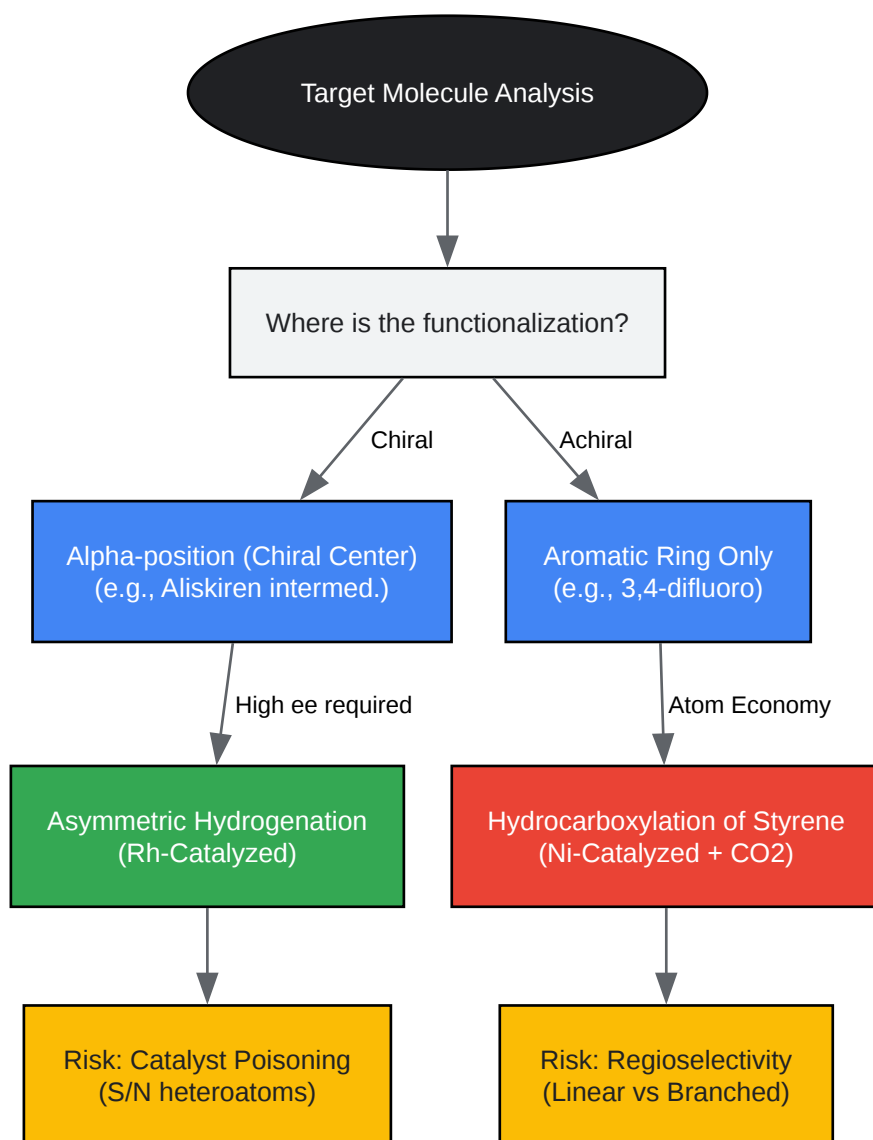 Target Molecule Analysis
Where is the functionalization?
Chiral
Achiral
Alpha-position (Chiral Center)
(e.g., Aliskiren intermed.)
Aromatic Ring Only
(e.g., 3,4-difluoro)
High ee required
Atom Economy
Asymmetric Hydrogenation
(Rh-Catalyzed)
Hydrocarboxylation of Styrene
(Ni-Catalyzed + CO2)
Risk: Catalyst Poisoning
(S/N heteroatoms)
Risk: Regioselectivity
(Linear vs Branched)